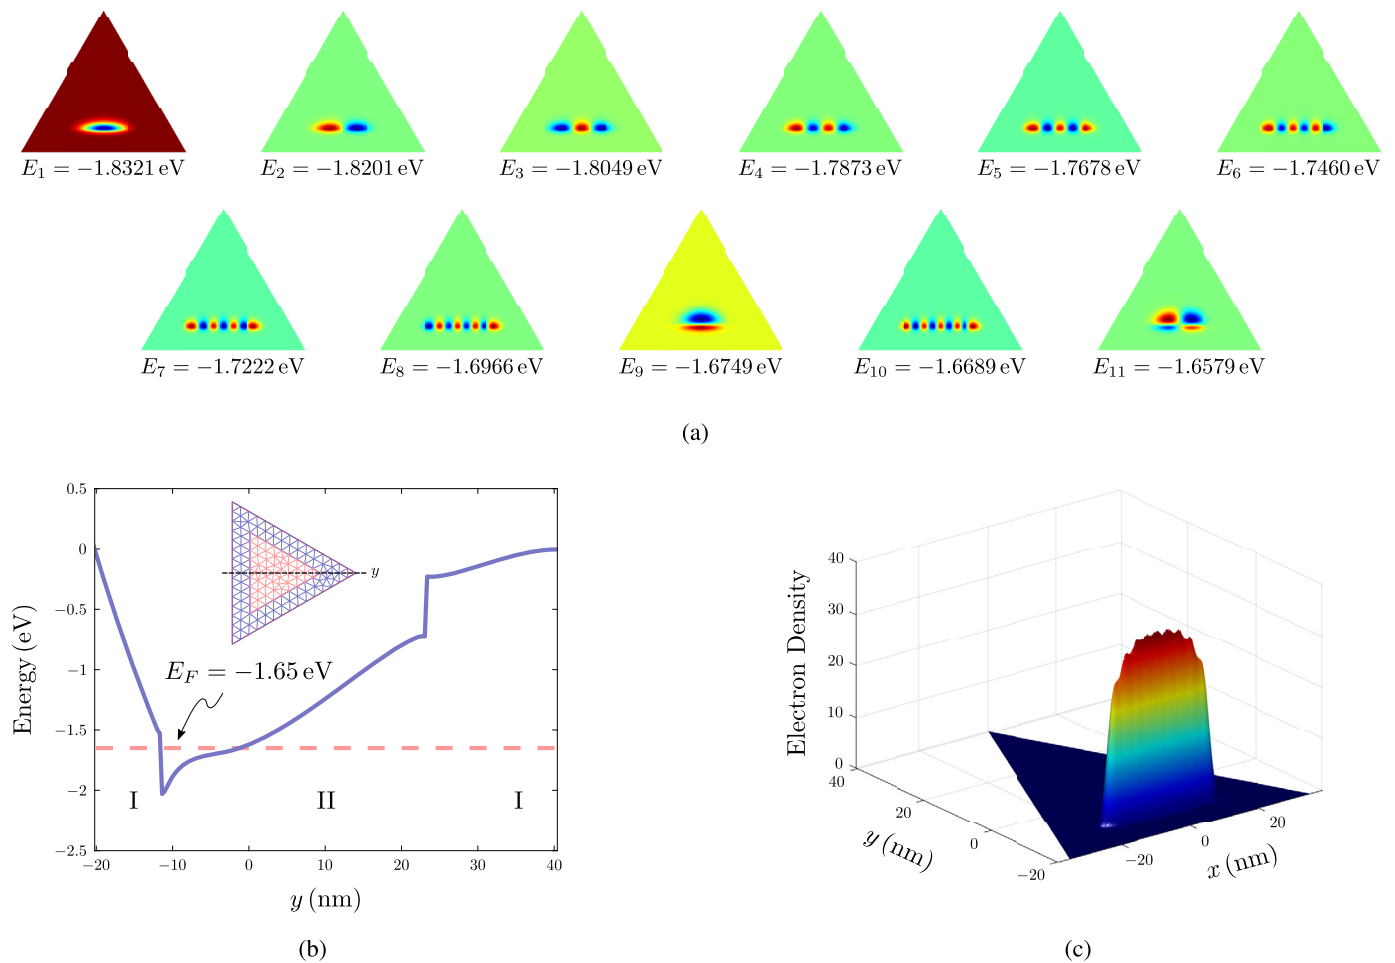 E₁ = −1.8321 eV E₂ = −1.8201 eV E₃ = −1.8049 eV E₄ = −1.7873 eV E₅ = −1.7678 eV E₆ = −1.7460 eV
E₇ = −1.7222 eV E₈ = −1.6966 eV E₉ = −1.6749 eV E₁₀ = −1.6689 eV E₁₁ = −1.6579 eV
(a)
Energy (eV)
0.5
0
−0.5
−1
−1.5
−2
−2.5
y
E_F = −1.65 eV
I II I
−20 −10 0 10 20 30 40
y (nm)
(b)
Electron Density
40
30
20
10
0
40
20
0
−20
y (nm)
−20
0
20
x (nm)
(c)